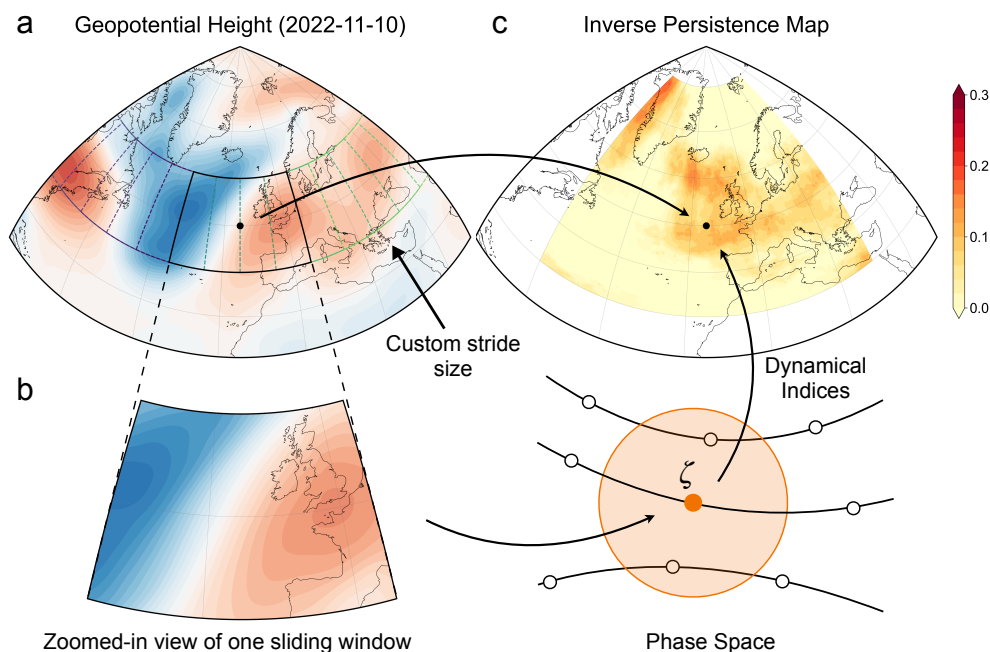 a
Geopotential Height (2022-11-10)
c
Inverse Persistence Map
0.3
0.2
0.1
0.0
Custom stride
size
Dynamical
Indices
b
ζ
Zoomed-in view of one sliding window
Phase Space